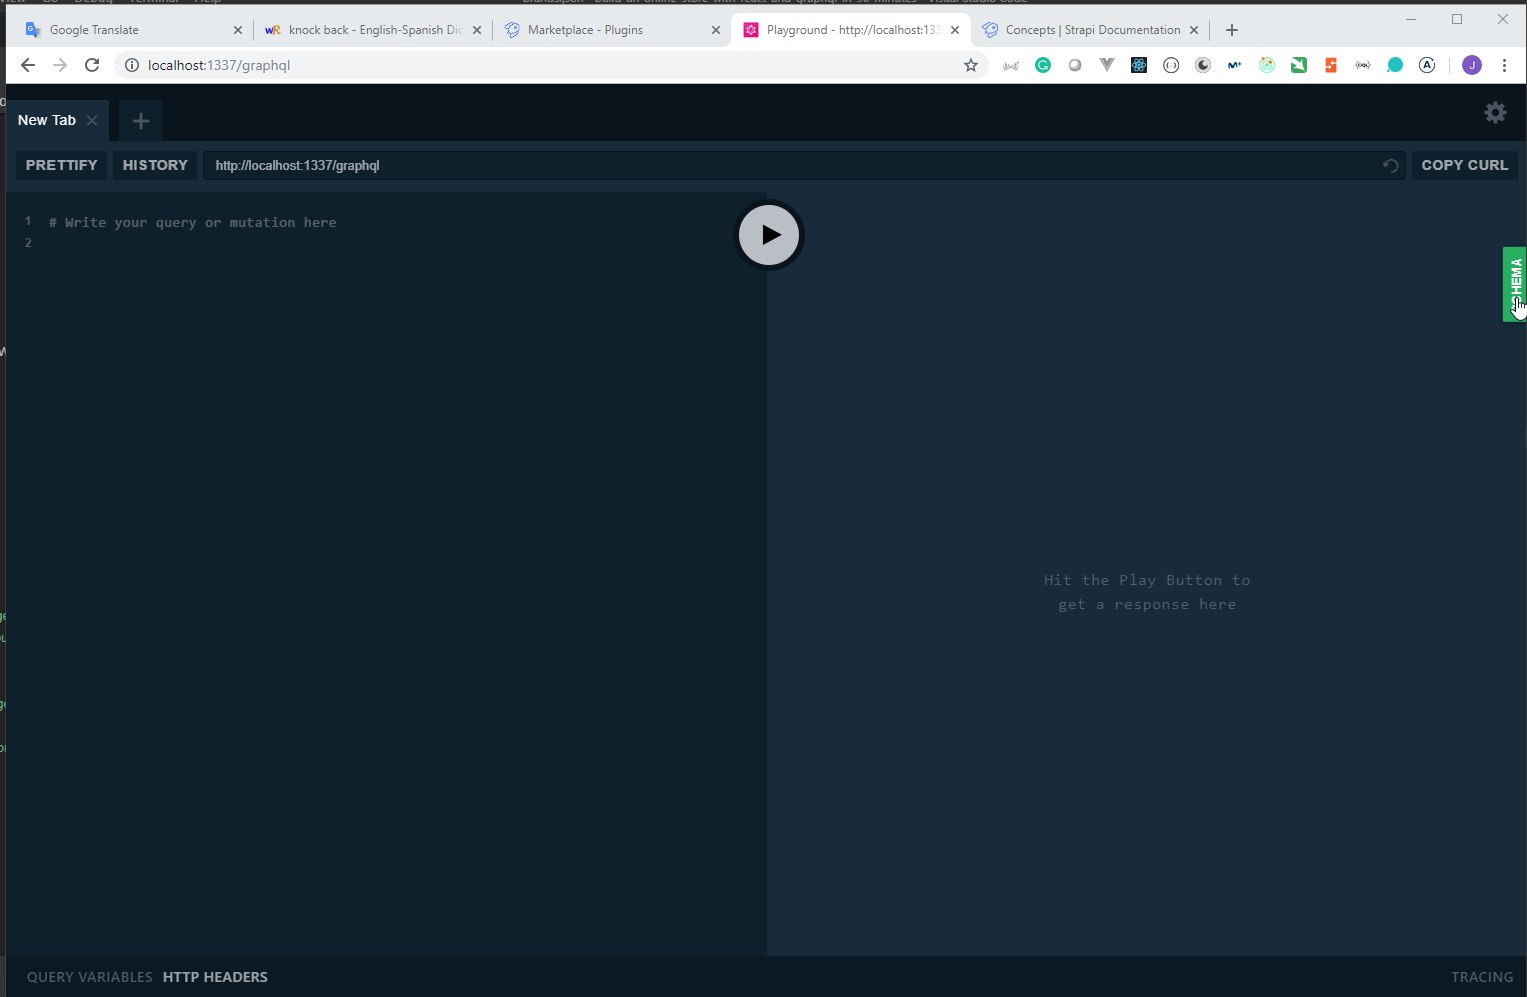 Google Translate
knock back - English-Spanish Dic
Marketplace - Plugins
Playground - http://localhost:133
Concepts | Strapi Documentation
localhost:1337/graphql
J
New Tab
PRETTIFY
HISTORY
http://localhost:1337/graphql
COPY CURL
1 # Write your query or mutation here
2
SCHEMA
Hit the Play Button to
get a response here
QUERY VARIABLES HTTP HEADERS
TRACING